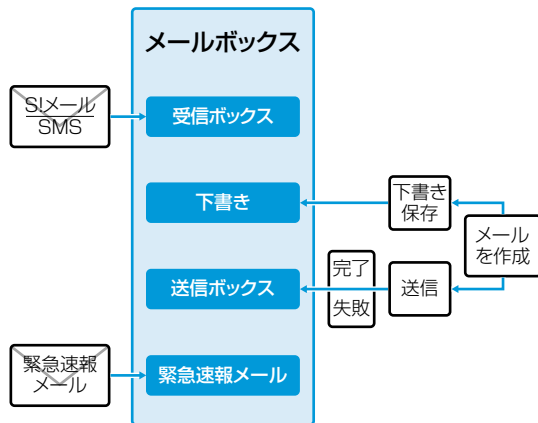 メールボックス
S!メール
SMS
受信ボックス
下書き
下書き
保存
メール
を作成
送信ボックス
完了
失敗
送信
緊急速報
メール
緊急速報メール